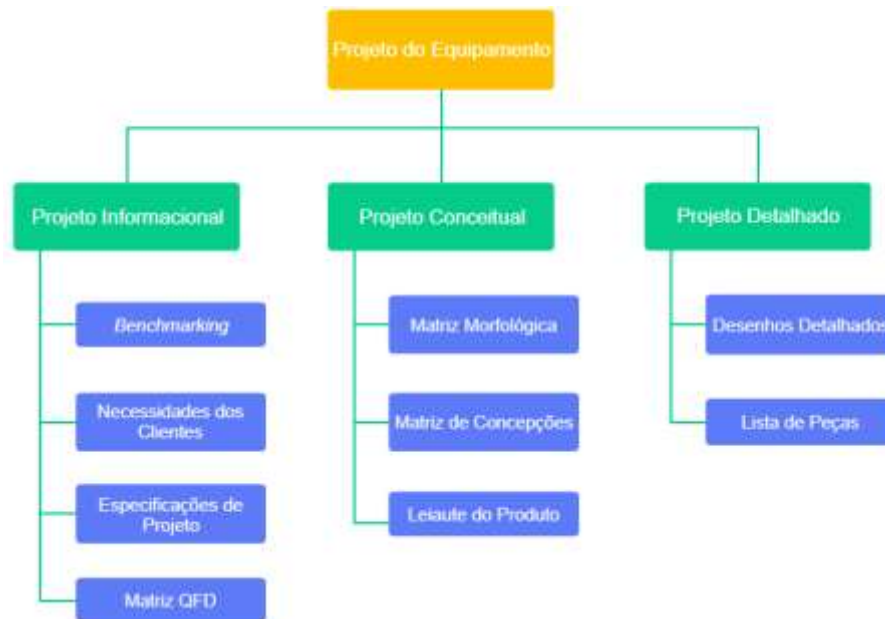 Projeto do Equipamento
Projeto Informacional
Projeto Conceitual
Projeto Detalhado
Benchmarking
Matriz Morfológica
Desenhos Detalhados
Necessidades dos
Clientes
Matriz de Concepções
Lista de Peças
Especificações de
Projeto
Leiaute do Produto
Matriz QFD